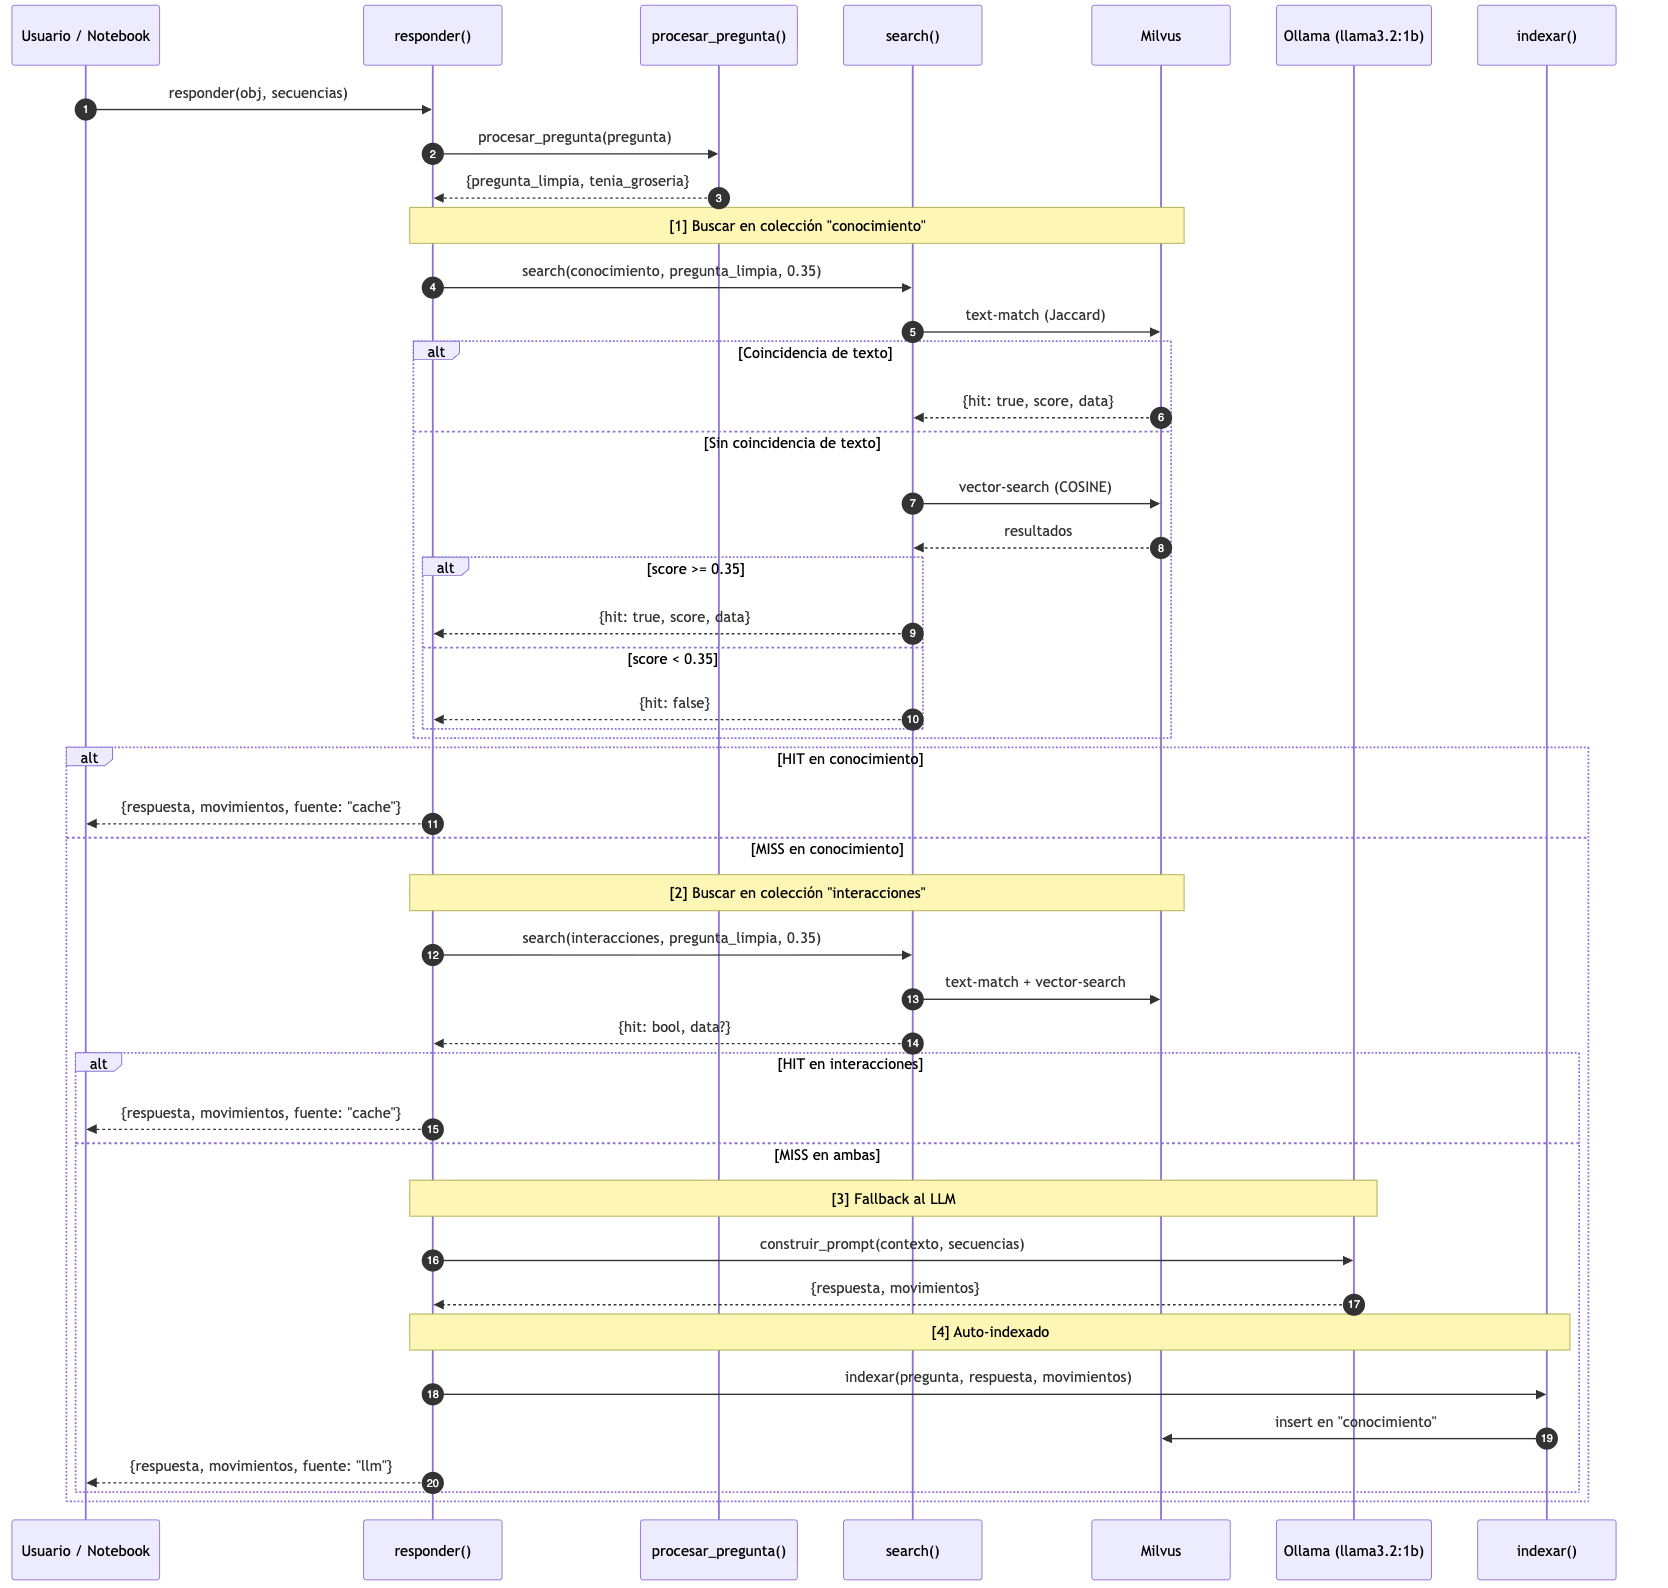 Usuario / Notebook
responder()
procesar_pregunta()
search()
Milvus
Ollama (llama3.2:1b)
indexar()
responder(obj, secuencias)
1
procesar_pregunta(pregunta)
2
{pregunta_limpia, tenia_groseria}
3
[1] Buscar en colección "conocimiento"
search(conocimiento, pregunta_limpia, 0.35)
4
text-match (Jaccard)
5
alt
[Coincidencia de texto]
{hit: true, score, data}
6
[Sin coincidencia de texto]
vector-search (COSINE)
7
resultados
8
alt
[score >= 0.35]
{hit: true, score, data}
9
[score < 0.35]
{hit: false}
10
alt
[HIT en conocimiento]
{respuesta, movimientos, fuente: "cache"}
11
[MISS en conocimiento]
[2] Buscar en colección "interacciones"
search(interacciones, pregunta_limpia, 0.35)
12
text-match + vector-search
13
{hit: bool, data?}
14
alt
[HIT en interacciones]
{respuesta, movimientos, fuente: "cache"}
15
[MISS en ambas]
[3] Fallback al LLM
construir_prompt(contexto, secuencias)
16
{respuesta, movimientos}
17
[4] Auto-indexado
indexar(pregunta, respuesta, movimientos)
18
insert en "conocimiento"
19
{respuesta, movimientos, fuente: "llm"}
20
Usuario / Notebook
responder()
procesar_pregunta()
search()
Milvus
Ollama (llama3.2:1b)
indexar()